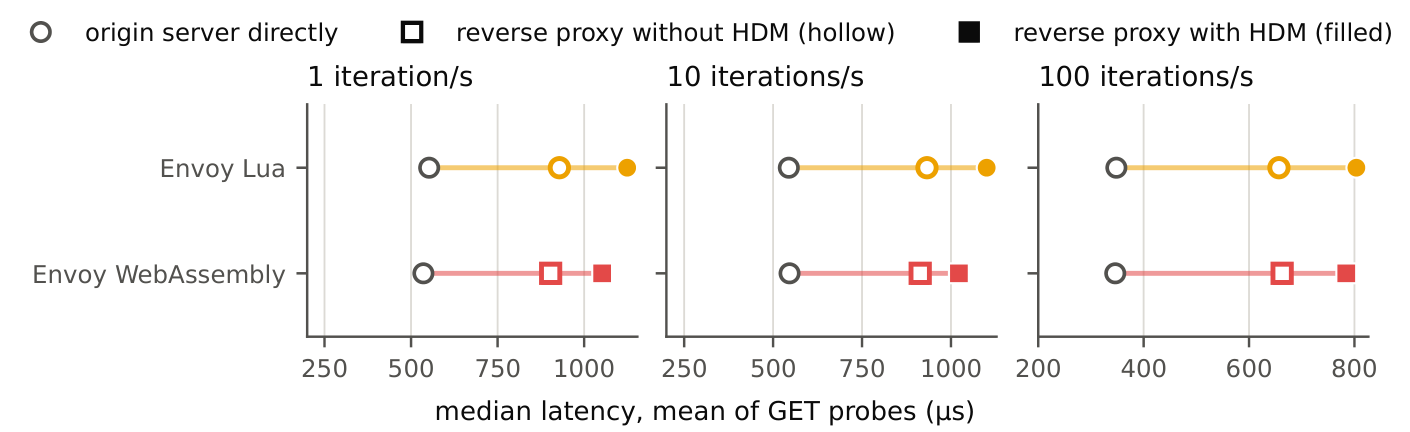 origin server directly reverse proxy without HDM (hollow) reverse proxy with HDM (filled)
1 iteration/s 10 iterations/s 100 iterations/s
Envoy Lua
Envoy WebAssembly
250 500 750 1000 250 500 750 1000 200 400 600 800
median latency, mean of GET probes (µs)